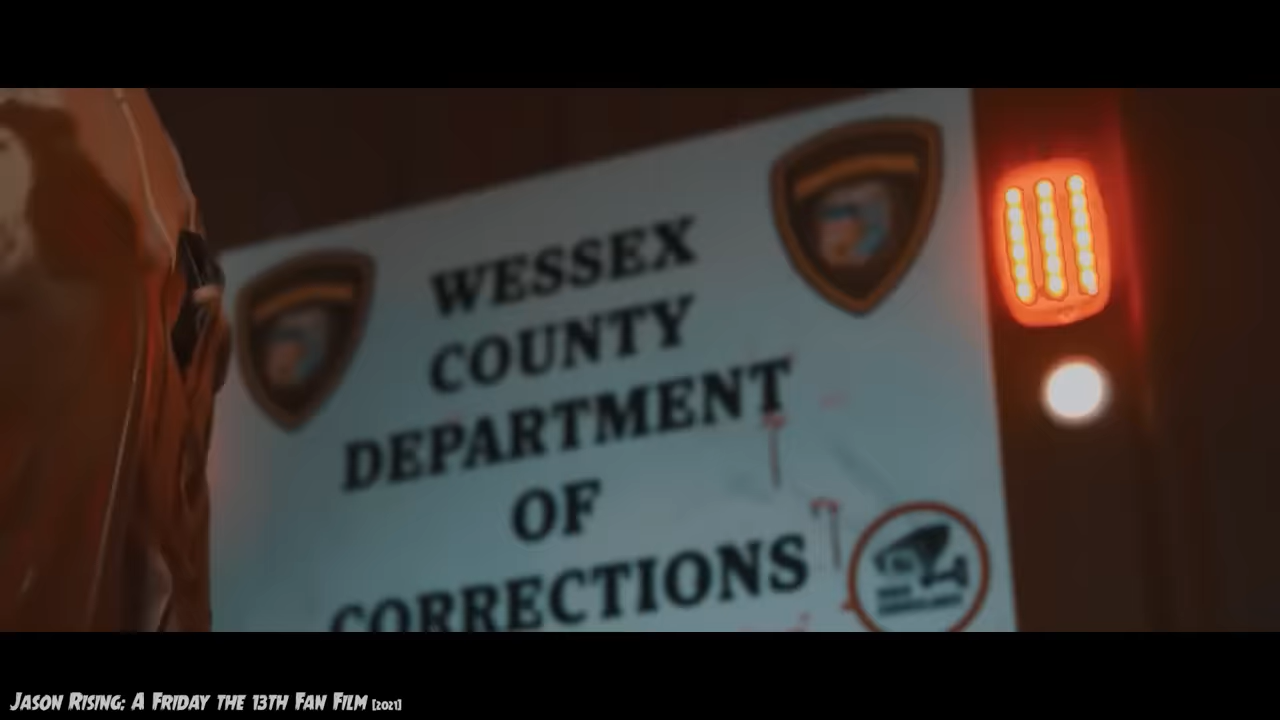 WESSEX
COUNTY
DEPARTMENT
OF
CORRECTIONS
JASON RISING: A FRIDAY THE 13TH FAN FILM [2021]